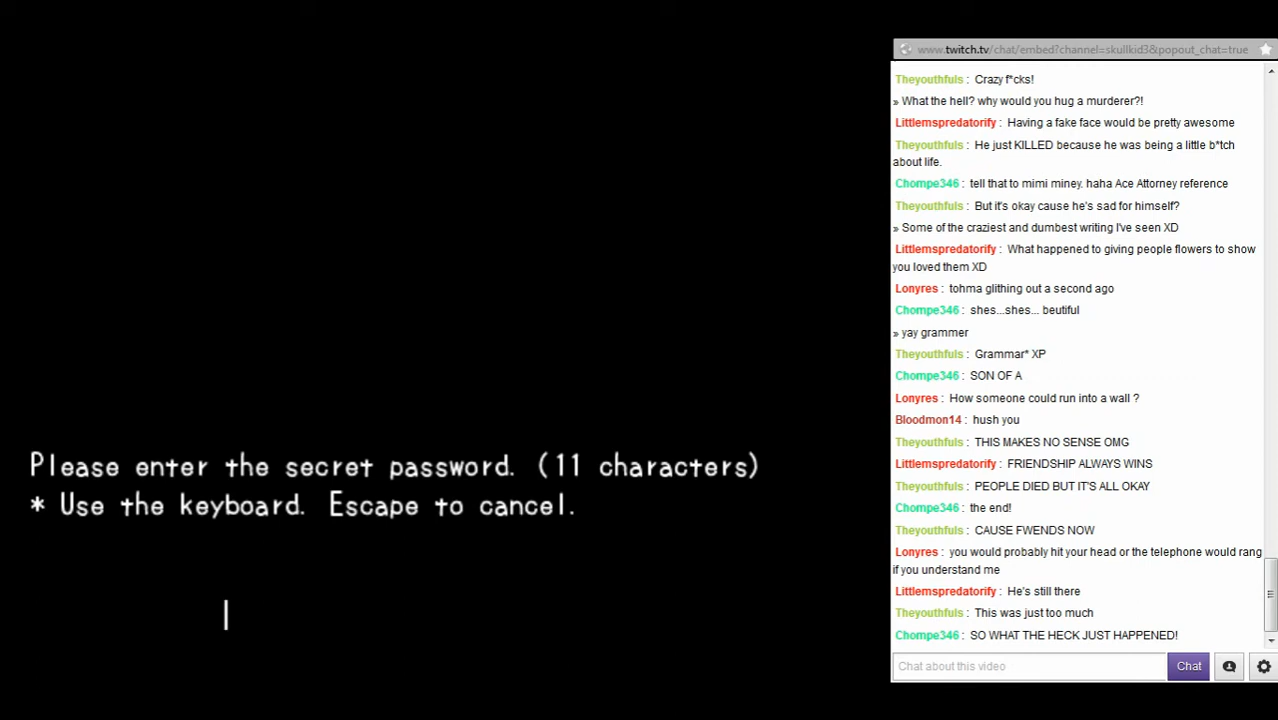 www.twitch.tv/chat/embed?channel=skullkid3&popout_chat=true
Theyouthfuls : Crazy f*cks!
» What the hell? why would you hug a murderer?!
Littlemspredatorify : Having a fake face would be pretty awesome
Theyouthfuls : He just KILLED because he was being a little b*tch
about life.
Chompe346 : tell that to mimi miney. haha Ace Attorney reference
Theyouthfuls : But it's okay cause he's sad for himself?
» Some of the craziest and dumbest writing I've seen XD
Littlemspredatorify : What happened to giving people flowers to show
you loved them XD
Lonyres : tohma glithing out a second ago
Chompe346 : shes...shes... beutiful
» yay grammer
Theyouthfuls : Grammar* XP
Chompe346 : SON OF A
Lonyres : How someone could run into a wall ?
Bloodmon14 : hush you
Theyouthfuls : THIS MAKES NO SENSE OMG
Littlemspredatorify : FRIENDSHIP ALWAYS WINS
Theyouthfuls : PEOPLE DIED BUT IT'S ALL OKAY
Chompe346 : the end!
Theyouthfuls : CAUSE FWENDS NOW
Lonyres : you would probably hit your head or the telephone would rang
if you understand me
Littlemspredatorify : He's still there
Theyouthfuls : This was just too much
Chompe346 : SO WHAT THE HECK JUST HAPPENED!
Chat about this video
Chat
Please enter the secret password. (11 characters)
* Use the keyboard. Escape to cancel.